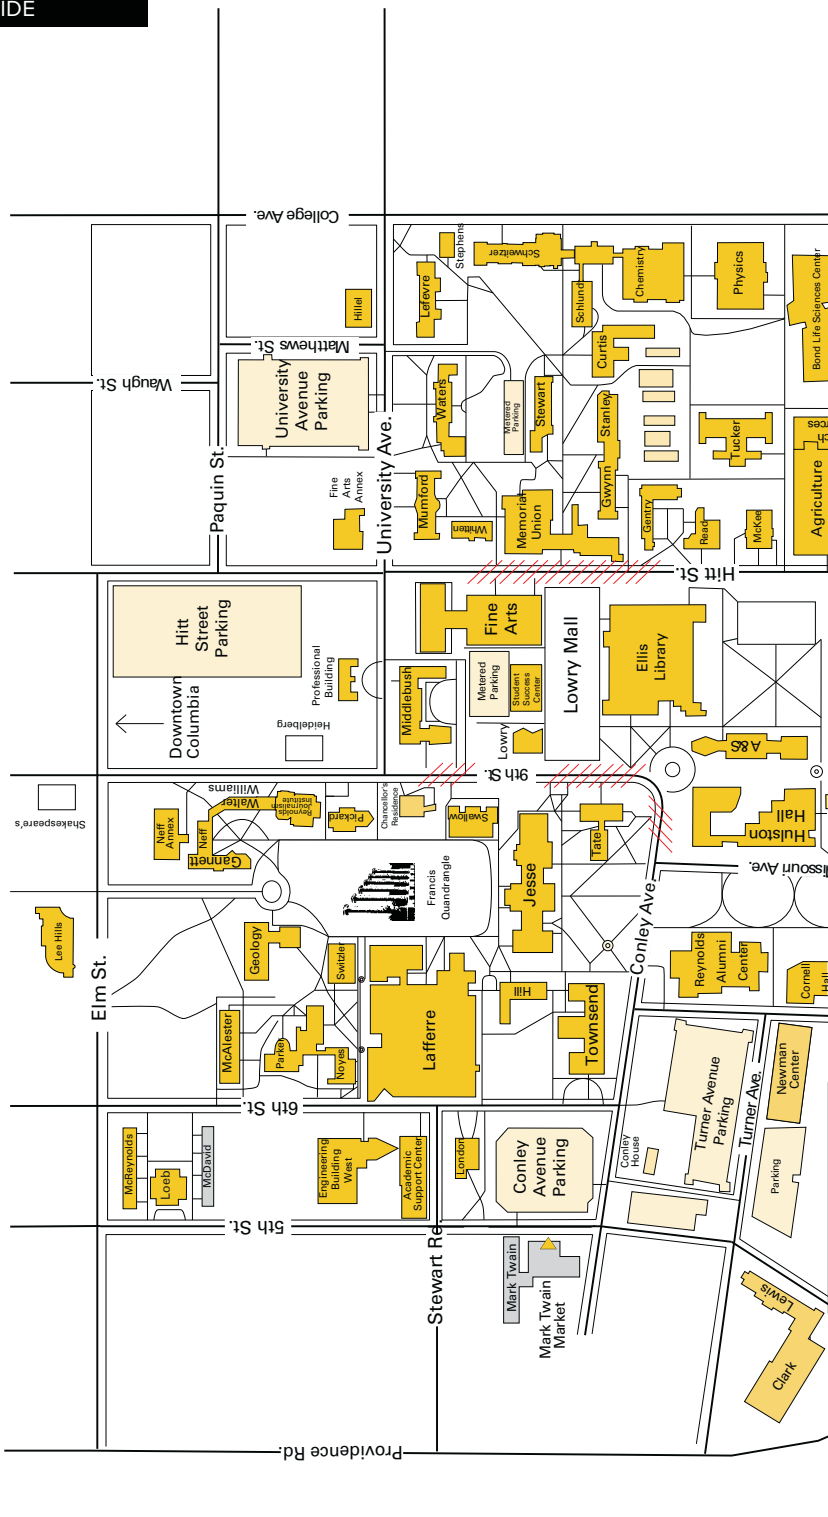 IDE
College Ave.
Stephens
Schweitzer
Lefevre
Hillel
Schlundt
Chemistry
Physics
Bond Life Sciences Center
Matthews St.
Waugh St.
University
Avenue
Parking
Waters
Metered
Parking
Stewart
Curtis
Stanley
Tucker
Agriculture
Paquin St.
University Ave.
Fine
Arts
Annex
Mumford
Whitten
Memorial
Union
Gwynn
Gentry
Read
McKee
Hitt St.
Hitt
Street
Parking
Downtown
Columbia
Professional
Building
Heidelberg
Fine
Arts
Middlebush
Metered
Parking
Student
Success
Center
Lowry
Lowry Mall
Ellis
Library
A&S
9th St.
Shakespeare's
Neff
Annex
Neff
Walter
Williams
Gannett
Reynolds
Journalism
Institute
Pickard
Chancellor's
Residence
Swallow
Tate
Hulston
Hall
Missouri Ave.
Francis
Quandrangle
Jesse
Conley Ave.
Lee Hills
Elm St.
Geology
Switzler
Reynolds
Alumni
Center
Cornell
Hall
McAlester
Parker
Noyes
Lafferre
Hill
Townsend
6th St.
Turner Avenue
Parking
Turner Ave.
Newman
Center
McReynolds
Loeb
McDavid
Engineering
Building
West
Academic
Support Center
London
Conley
Avenue
Parking
Conley
House
Parking
5th St.
Stewart Rd.
Mark Twain
Mark Twain
Market
Lewis
Clark
Providence Rd.